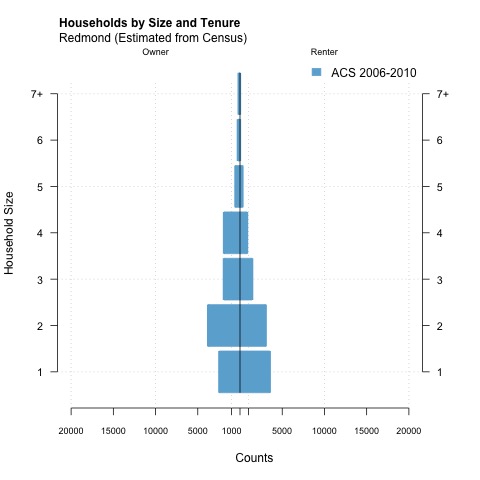 Households by Size and Tenure
Redmond (Estimated from Census)
Owner
Renter
ACS 2006-2010
7+
7+
6
6
5
5
4
4
3
3
2
2
1
1
Household Size
20000 15000 10000 5000 1000 5000 10000 15000 20000
Counts